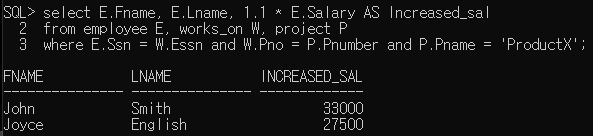 SQL> select E.Fname, E.Lname, 1.1 * E.Salary AS Increased_sal
2 from employee E, works_on W, project P
3 where E.Ssn = W.Essn and W.Pno = P.Pnumber and P.Pname = 'ProductX';
FNAME LNAME INCREASED_SAL
--------------- --------------- -------------
John Smith 33000
Joyce English 27500